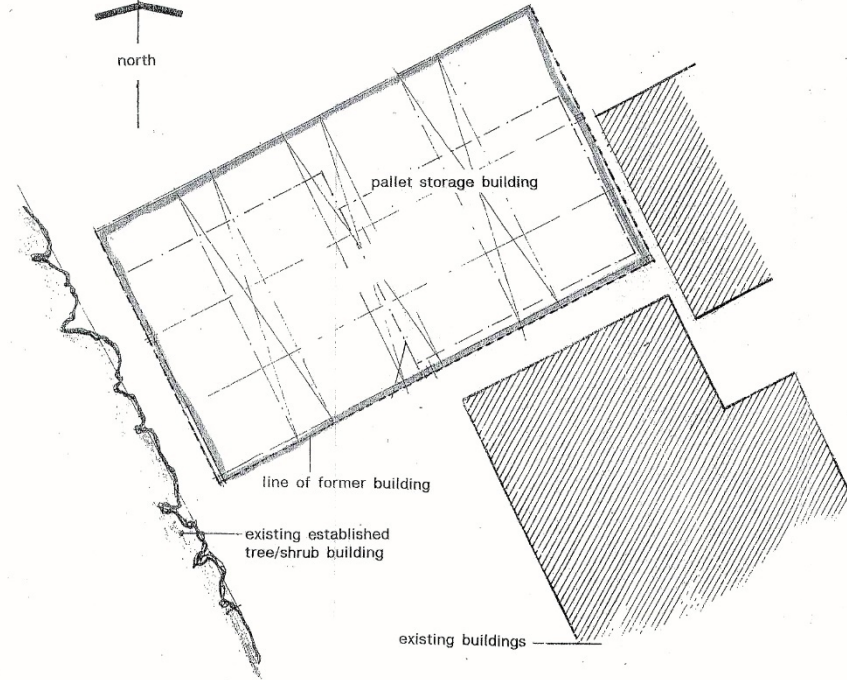 north
pallet storage building
line of former building
existing established
tree/shrub building
existing buildings